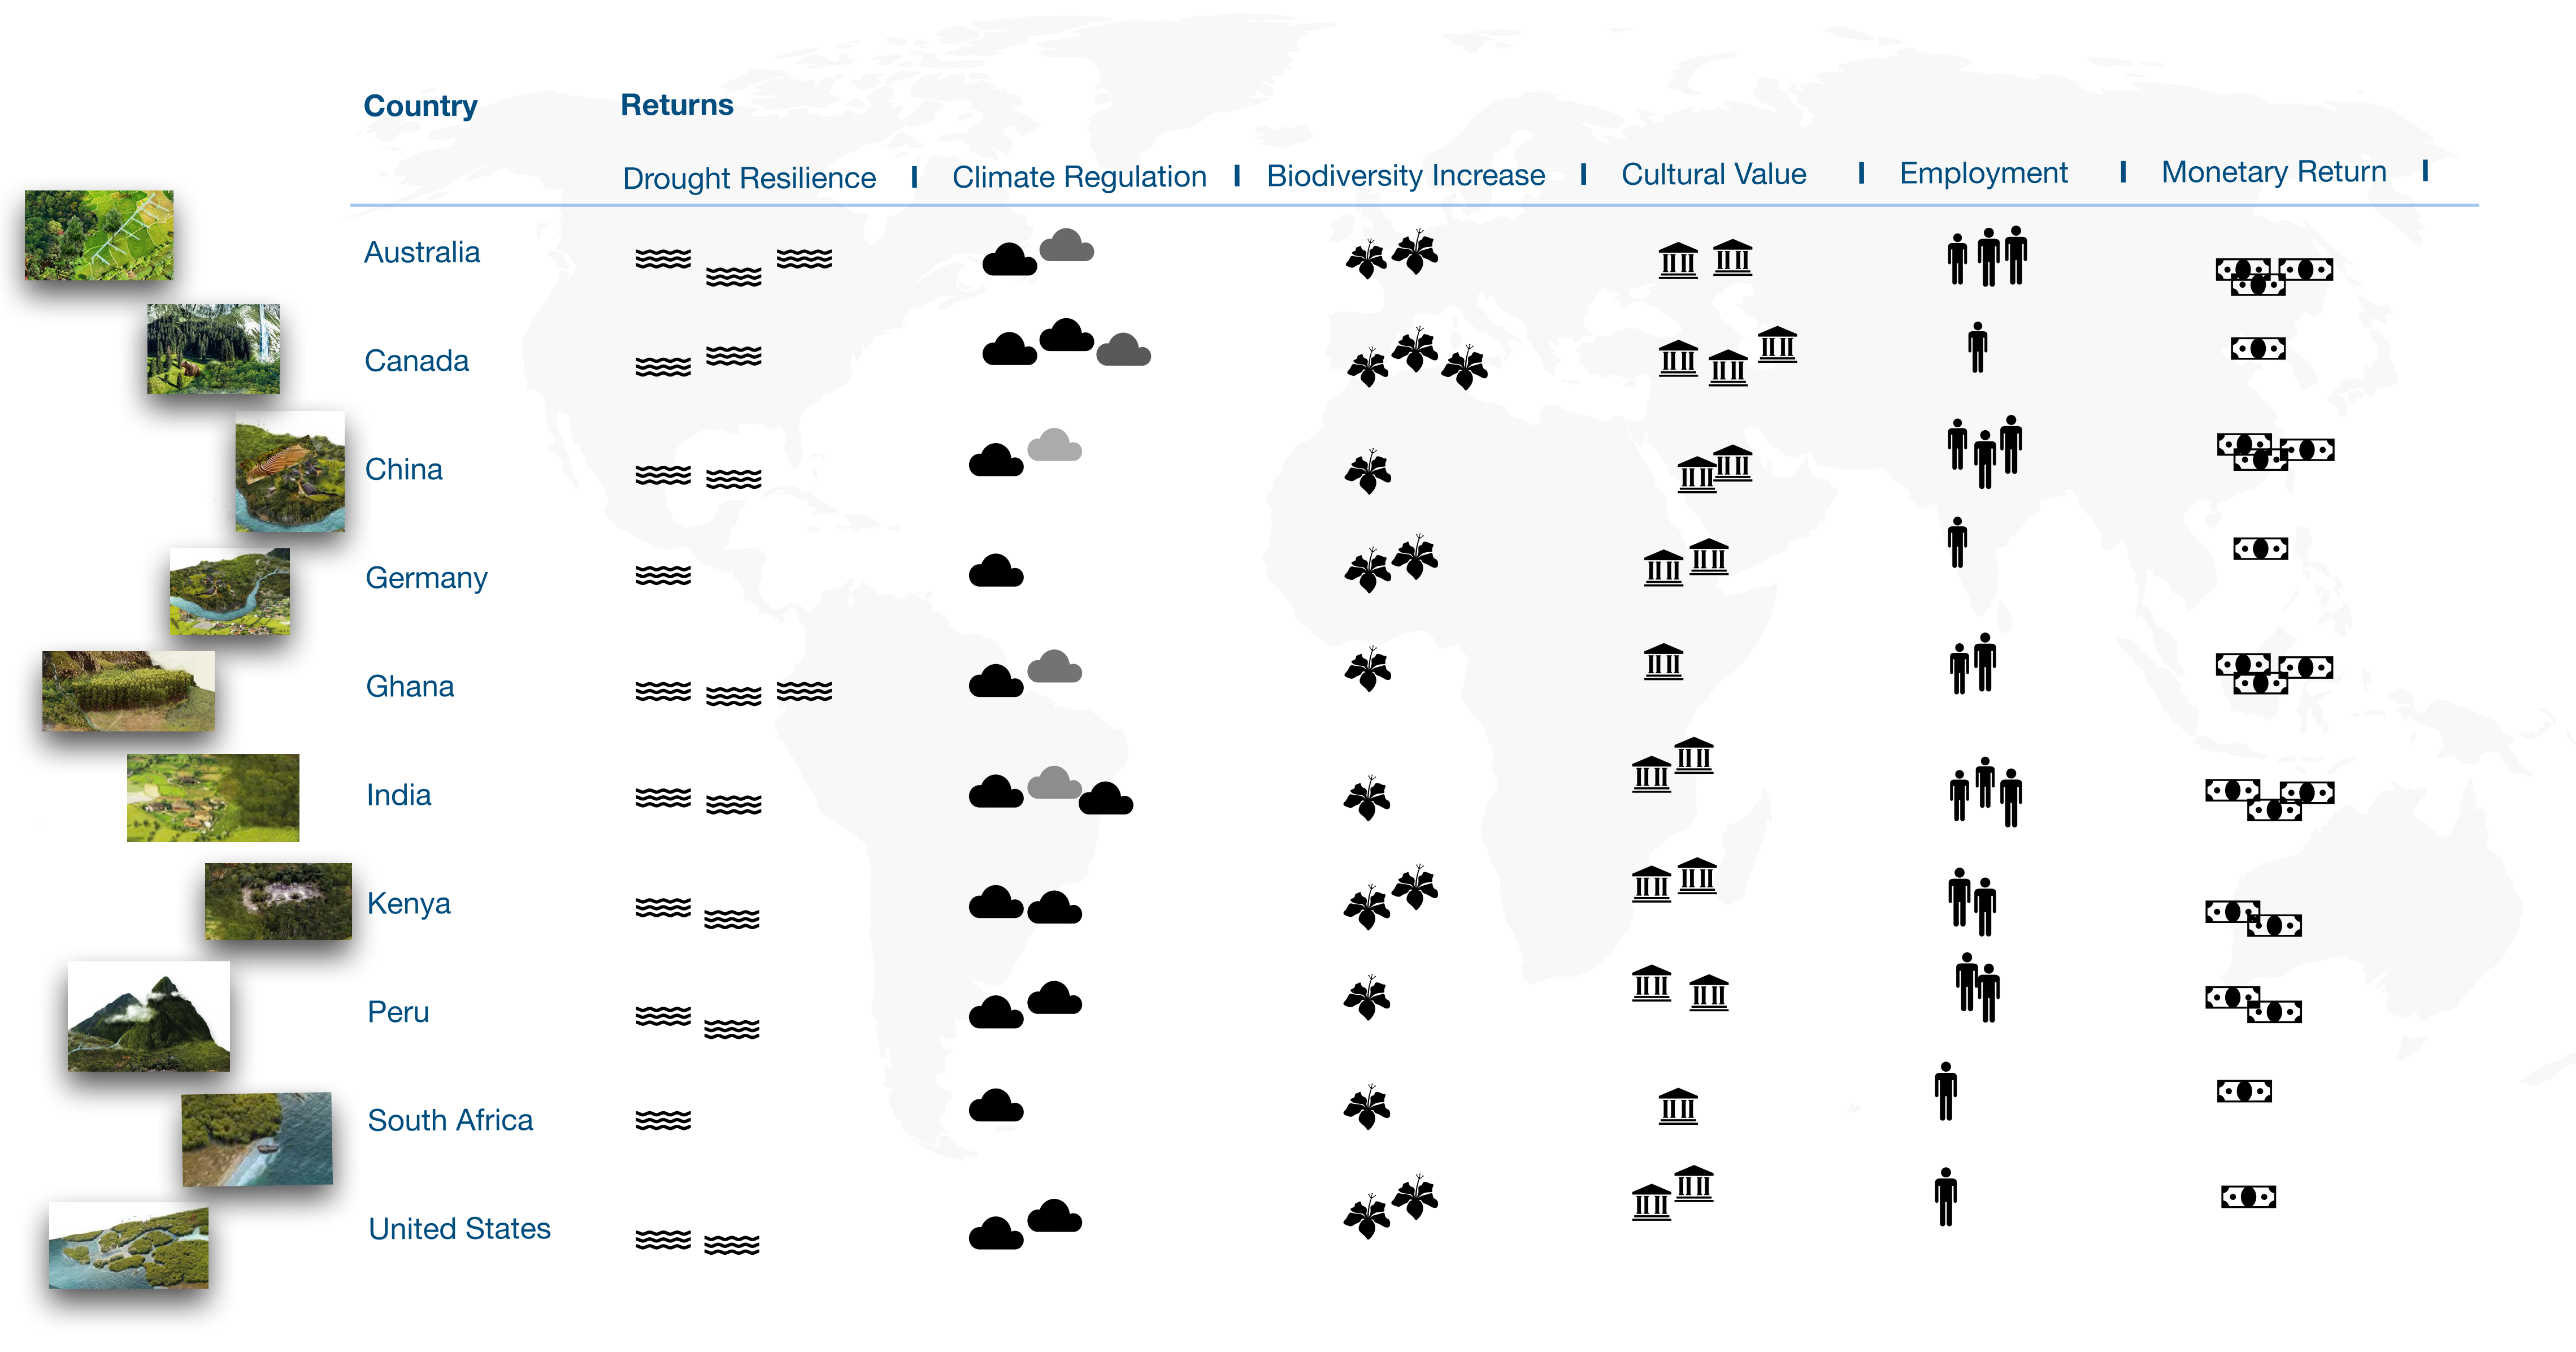 Country Returns
Drought Resilience I Climate Regulation I Biodiversity Increase I Cultural Value I Employment I Monetary Return I
Australia
Canada
China
Germany
Ghana
India
Kenya
Peru
South Africa
United States